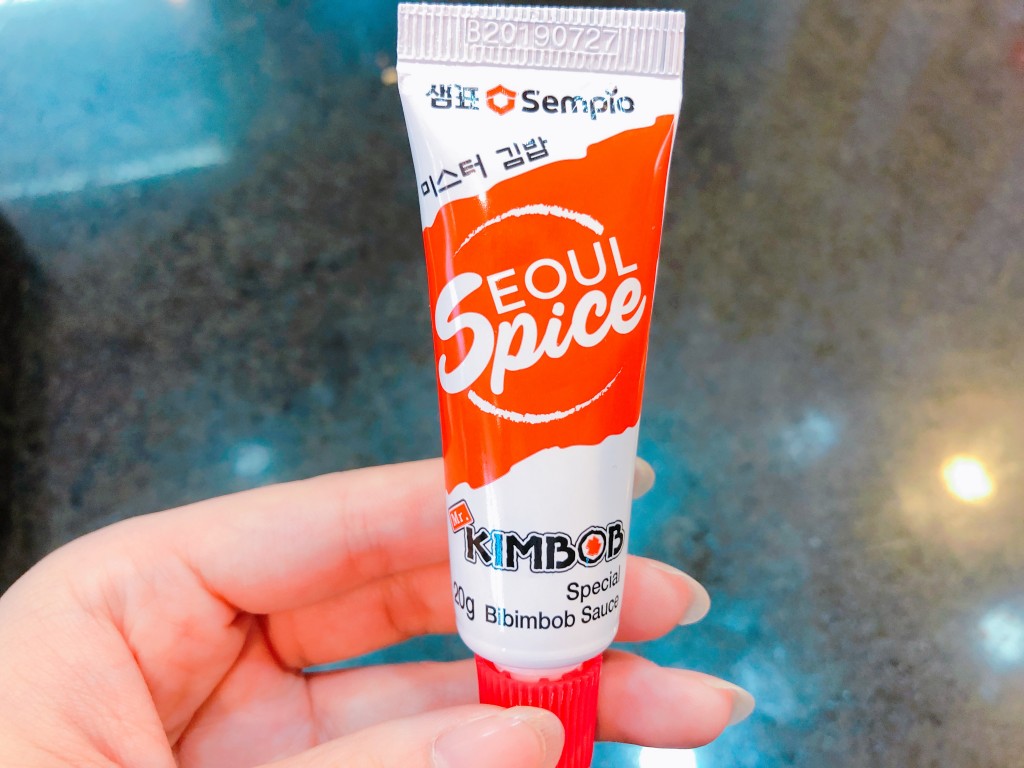 B20190727
샘표 Sempio
미스터 김밥
SEOUL
Spice
Mr.
KIMBOB
Special
20g Bibimbob Sauce